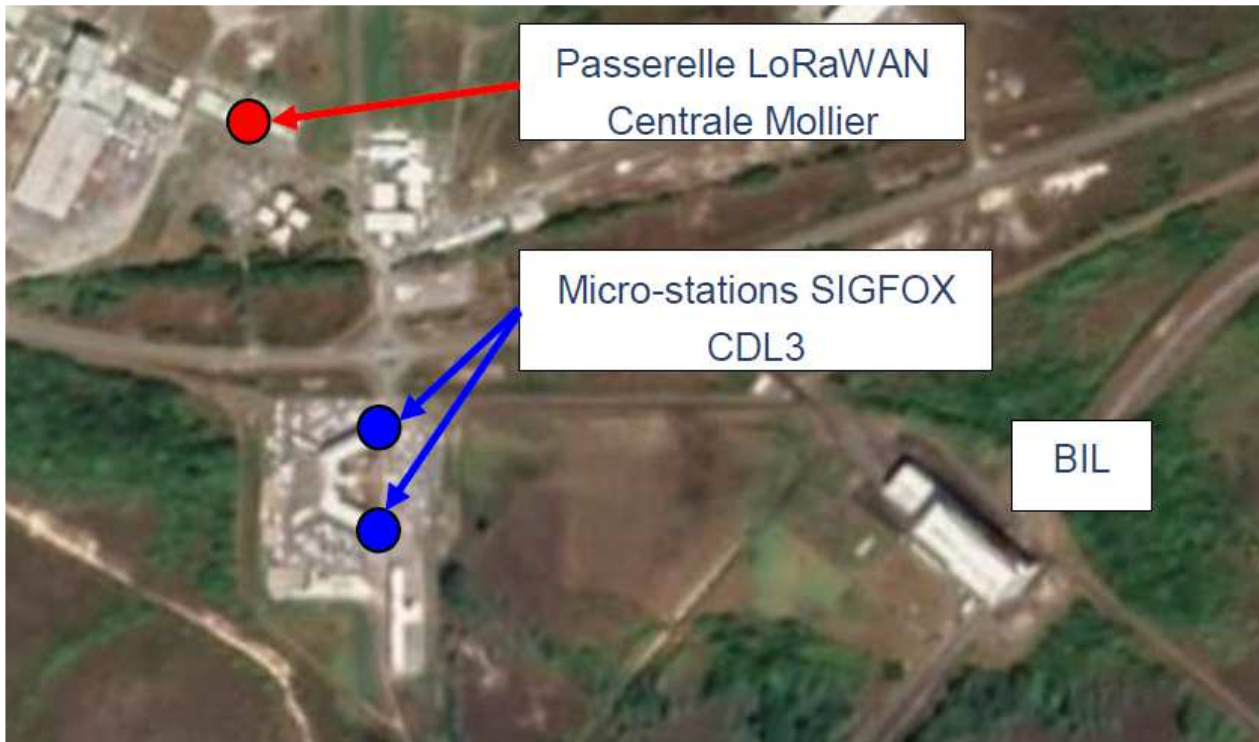 Passerelle LoRaWAN
Centrale Mollier
Micro-stations SIGFOX
CDL3
BIL